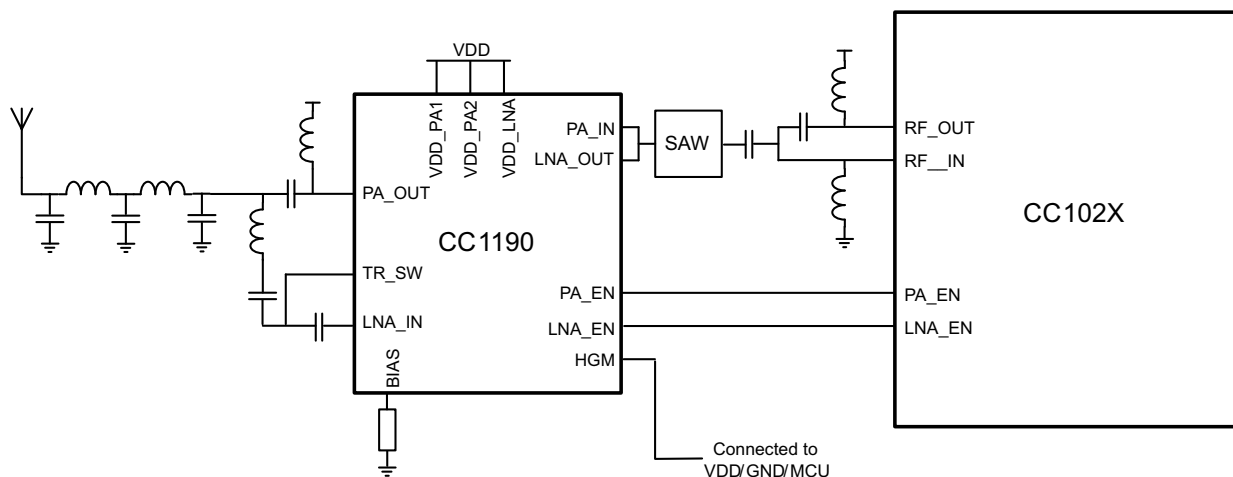 VDD
VDD_PA1
VDD_PA2
VDD_LNA
PA_IN
LNA_OUT
SAW
RF_OUT
RF__IN
PA_OUT
CC1190
CC102X
TR_SW
PA_EN
PA_EN
LNA_IN
LNA_EN
LNA_EN
BIAS
HGM
Connected to
VDD/GND/MCU